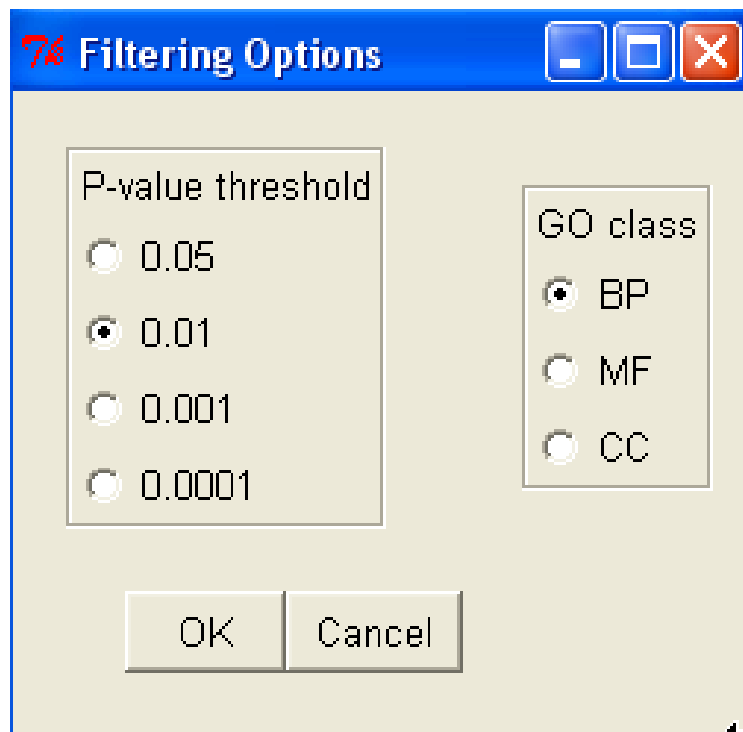 Filtering Options
P-value threshold
0.05
0.01
0.001
0.0001
GO class
BP
MF
CC
OK
Cancel